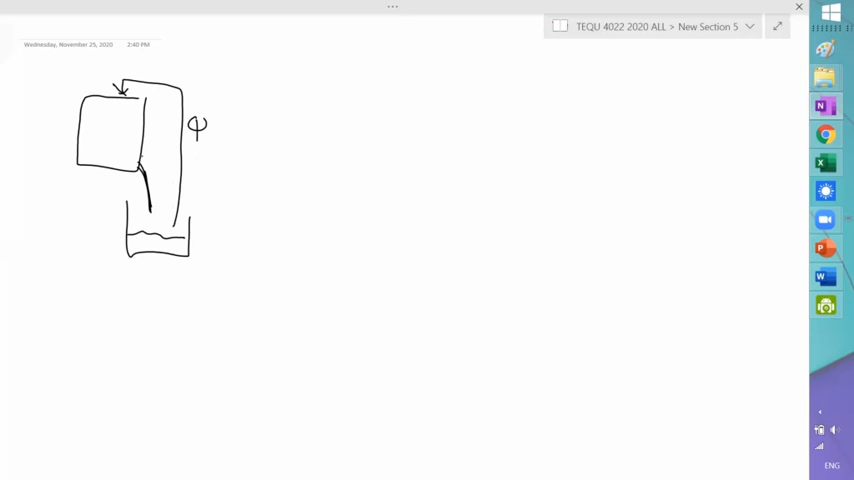 TEQU 4022 2020 ALL > New Section 5
Wednesday, November 25, 2020 2:40 PM
φ
ENG